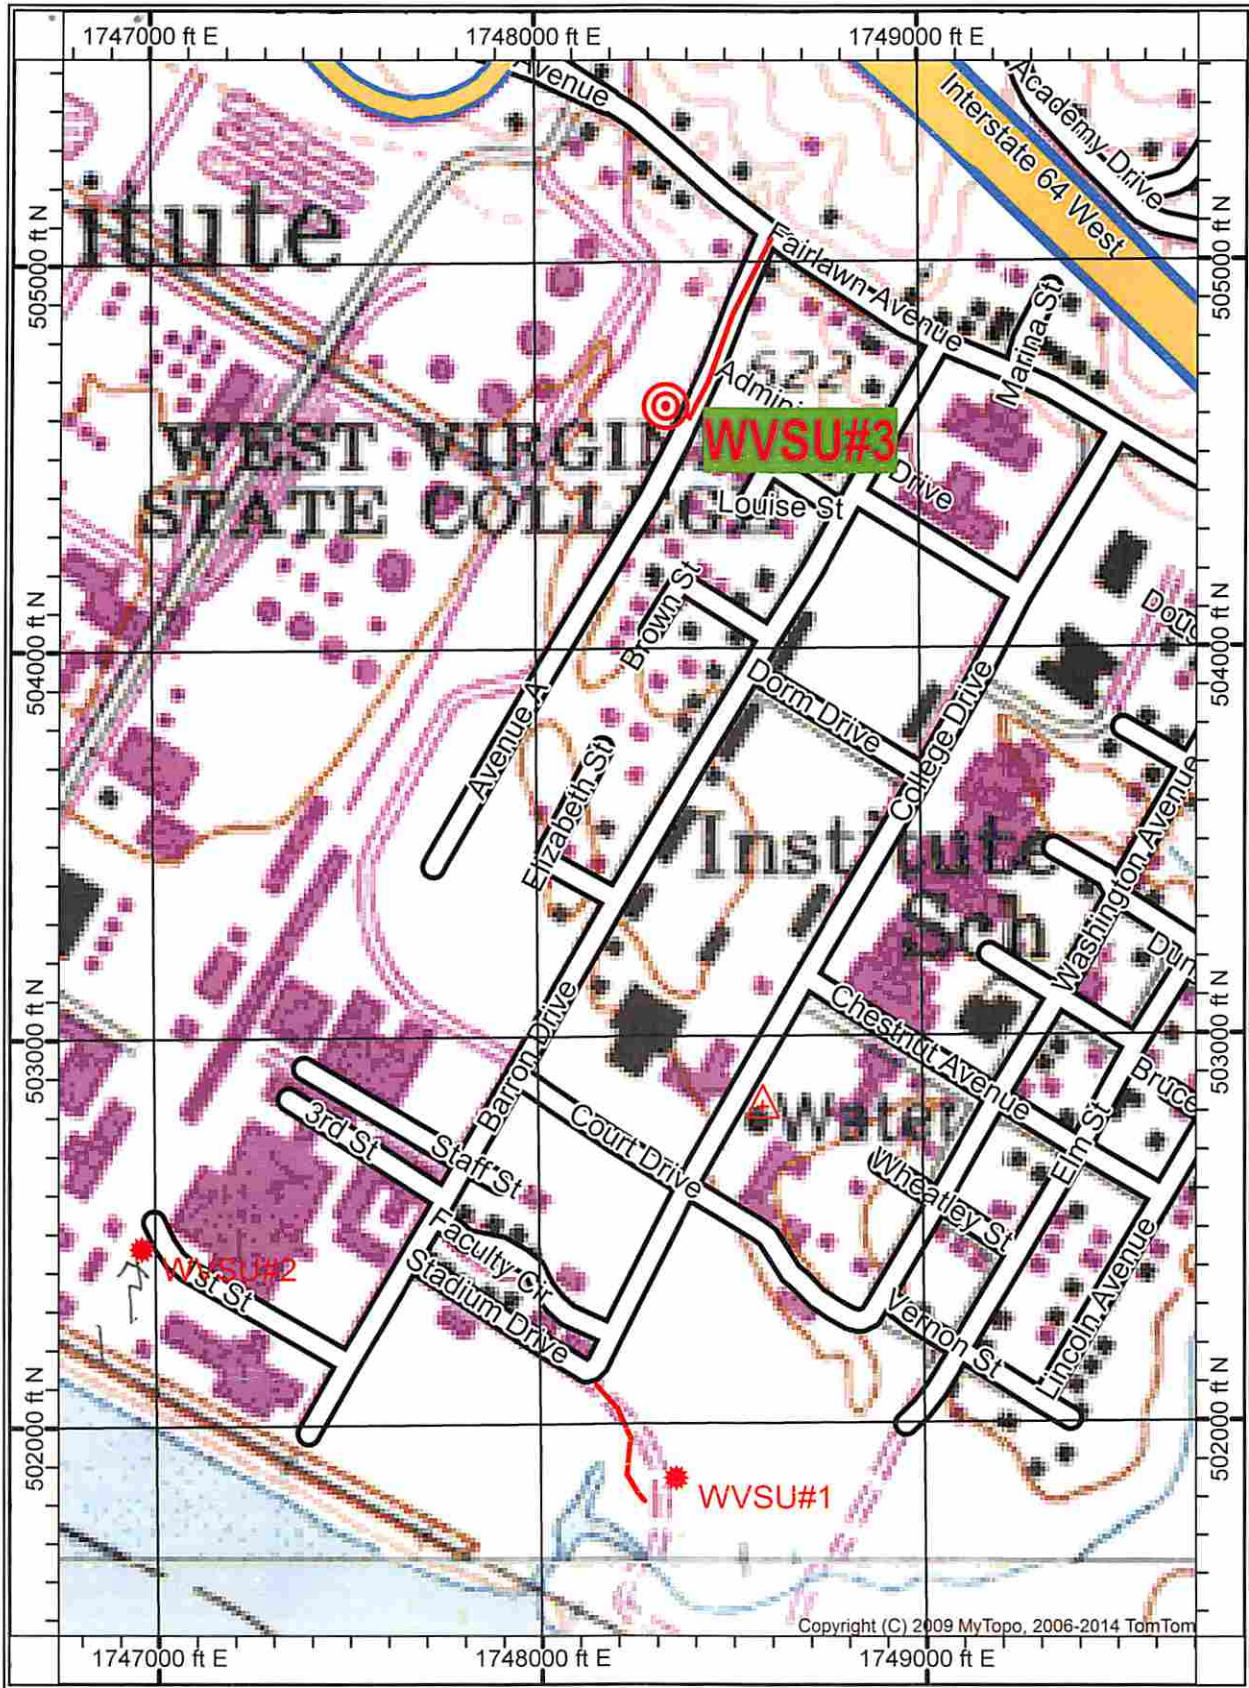 1747000 ft E
1748000 ft E
1749000 ft E
Avenue
Academy Drive
Interstate 64 West
itute
505000 ft N
505000 ft N
Fairlawn Avenue
Marina St
622
WEST VIRGIN
WVSU#3
Drive
STATE COLLEG
Louise St
Brown St
504000 ft N
504000 ft N
Doug
Dorm Drive
Avenue A
College Drive
Elizabeth St
Institute
Washington Avenue
Sch
Dun
503000 ft N
503000 ft N
Barron Drive
Chestnut Avenue
Bruce
Water
3rd St
Staff St
Court Drive
Elm St
Wheatley St
WVSU#2
1st St
Faculty Cir
Stadium Drive
Vernon St
Lincoln Avenue
502000 ft N
502000 ft N
WVSU#1
Copyright (C) 2009 MyTopo, 2006-2014 TomTom
1747000 ft E
1748000 ft E
1749000 ft E